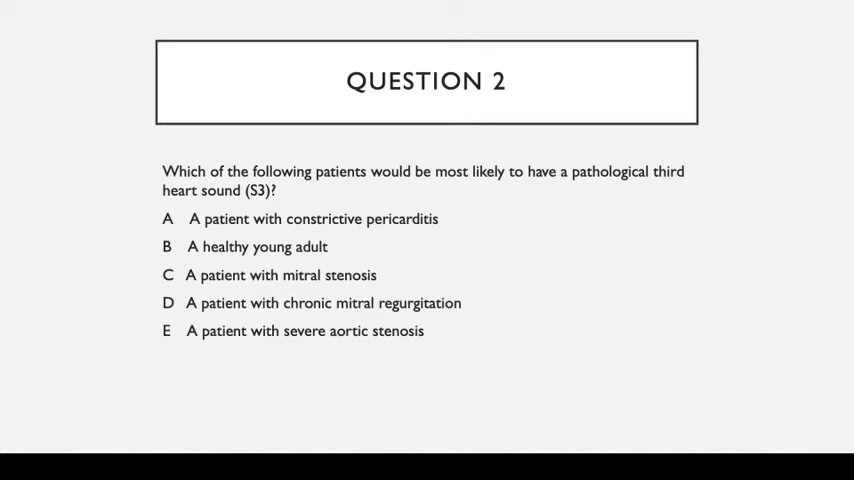 QUESTION 2
Which of the following patients would be most likely to have a pathological third
heart sound (S3)?
A A patient with constrictive pericarditis
B A healthy young adult
C A patient with mitral stenosis
D A patient with chronic mitral regurgitation
E A patient with severe aortic stenosis